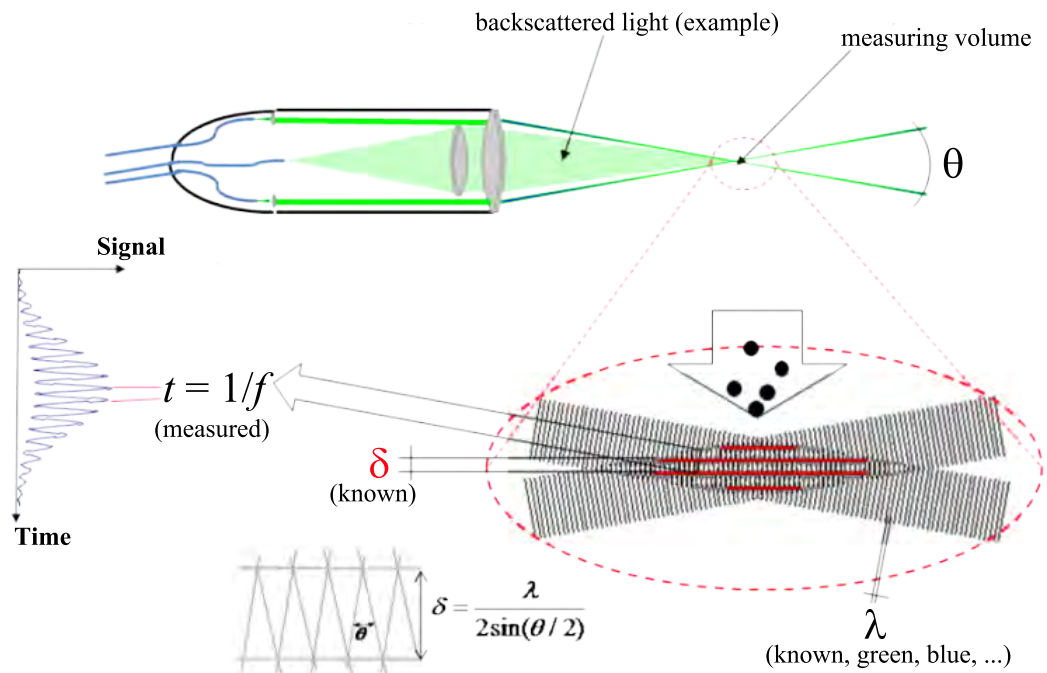 backscattered light (example)
measuring volume
θ
Signal
t = 1/f
(measured)
δ
(known)
Time
θ
δ = λ / 2sin(θ / 2)
λ
(known, green, blue, ...)